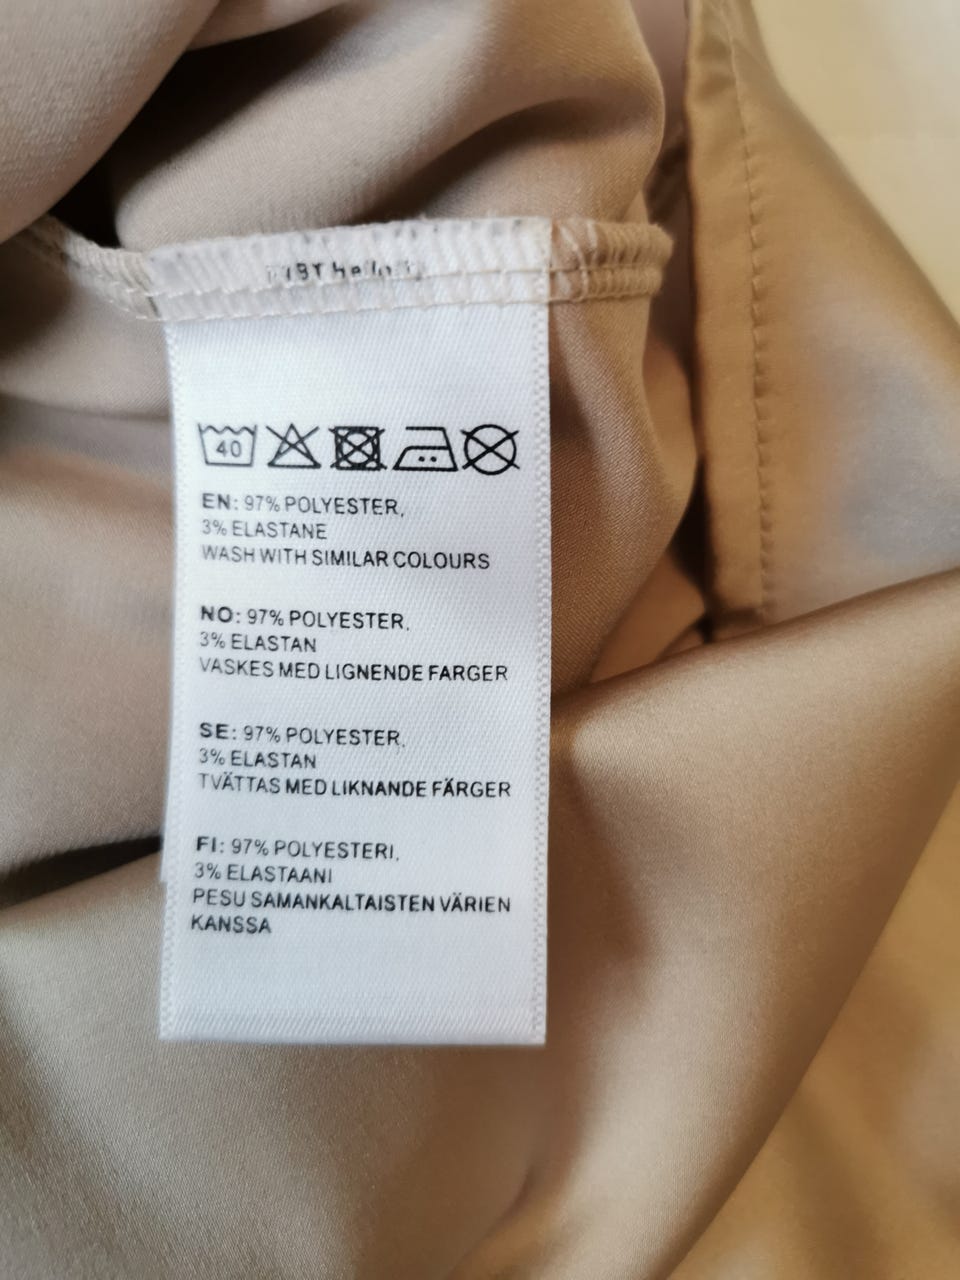 40
EN: 97% POLYESTER,
3% ELASTANE
WASH WITH SIMILAR COLOURS
NO: 97% POLYESTER,
3% ELASTAN
VASKES MED LIGNENDE FARGER
SE: 97% POLYESTER,
3% ELASTAN
TVÄTTAS MED LIKNANDE FÄRGER
FI: 97% POLYESTERI,
3% ELASTAANI
PESU SAMANKALTAISTEN VÄRIEN
KANSSA